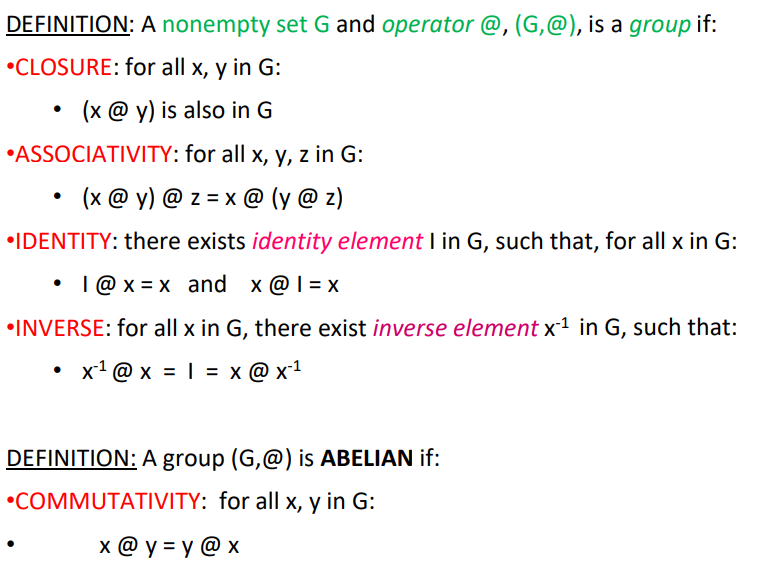 DEFINITION: A nonempty set G and operator @, (G,@), is a group if:
•CLOSURE: for all x, y in G:
• (x @ y) is also in G
•ASSOCIATIVITY: for all x, y, z in G:
• (x @ y) @ z = x @ (y @ z)
•IDENTITY: there exists identity element I in G, such that, for all x in G:
• I @ x = x and x @ I = x
•INVERSE: for all x in G, there exist inverse element x⁻¹ in G, such that:
• x⁻¹ @ x = I = x @ x⁻¹
DEFINITION: A group (G,@) is ABELIAN if:
•COMMUTATIVITY: for all x, y in G:
• x @ y = y @ x